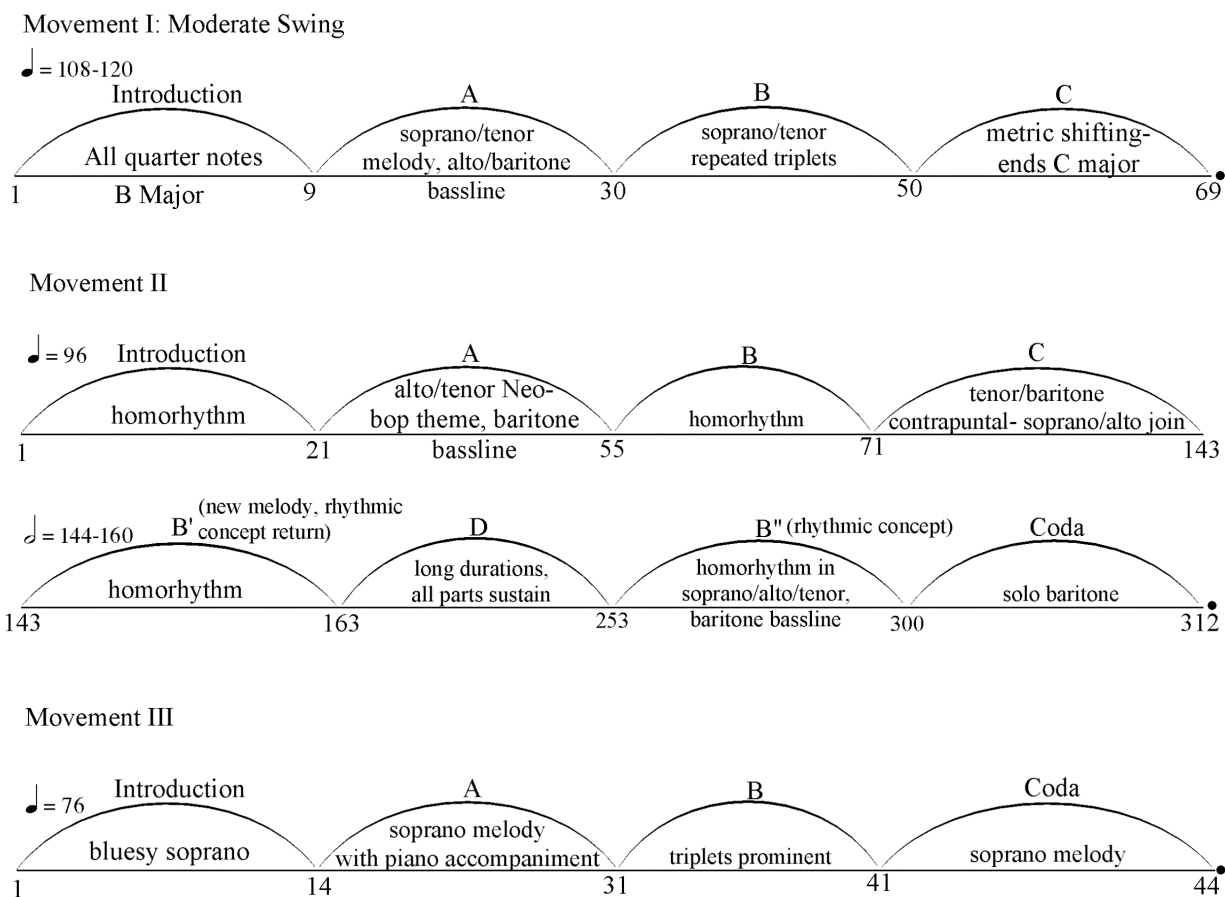 Movement I: Moderate Swing
♩ = 108-120
Introduction
All quarter notes
B Major
A
soprano/tenor
melody, alto/baritone
bassline
B
soprano/tenor
repeated triplets
C
metric shifting-
ends C major
1 9 30 50 69
Movement II
♩ = 96
Introduction
homorhythm
A
alto/tenor Neo-
bop theme, baritone
bassline
B
homorhythm
C
tenor/baritone
contrapuntal- soprano/alto join
1 21 55 71 143
𝅗𝅥 = 144-160
B' (new melody, rhythmic
concept return)
homorhythm
D
long durations,
all parts sustain
B" (rhythmic concept)
homorhythm in
soprano/alto/tenor,
baritone bassline
Coda
solo baritone
143 163 253 300 312
Movement III
♩ = 76
Introduction
bluesy soprano
A
soprano melody
with piano accompaniment
B
triplets prominent
Coda
soprano melody
1 14 31 41 44